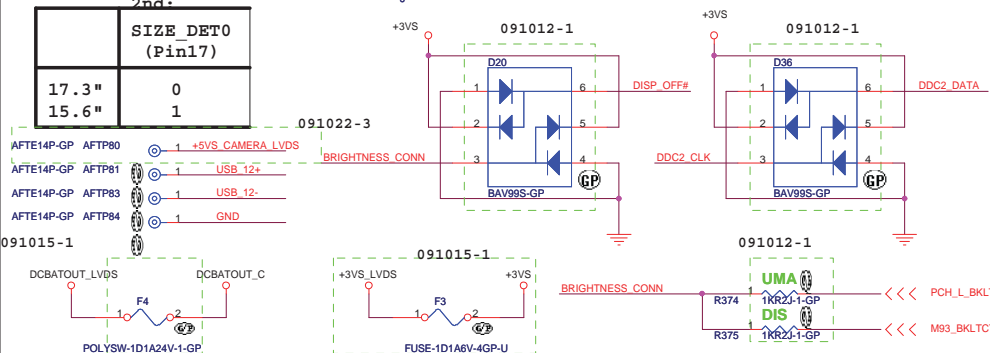 2nd:
SIZE_DET0
(Pin17)
17.3" 0
15.6" 1
091022-3
AFTE14P-GP AFTP80 1 +5VS_CAMERA_LVDS
AFTE14P-GP AFTP81 1 USB_12+
AFTE14P-GP AFTP83 1 USB_12-
AFTE14P-GP AFTP84 1 GND
+3VS
091012-1
D20
1 6 DISP_OFF#
2 5
BRIGHTNESS_CONN 3 4
BAV99S-GP
GP
+3VS
091012-1
D36
1 6 DDC2_DATA
2 5
DDC2_CLK 3 4
BAV99S-GP
GP
091015-1
DCBATOUT_LVDS DCBATOUT_C
F4
1 2
POLYSW-1D1A24V-1-GP
091015-1
+3VS_LVDS +3VS
F3
1 2
FUSE-1D1A6V-4GP-U
091012-1
BRIGHTNESS_CONN
UMA
R374 1 1KR2J-1-GP PCH_L_BKLT
DIS
R375 1 1KR2J-1-GP M93_BKLTC